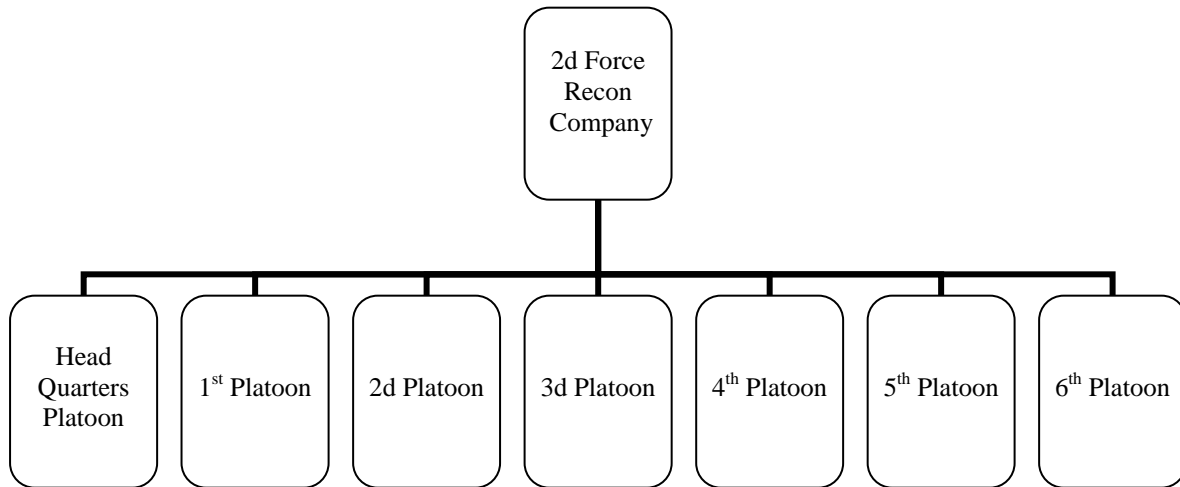 2d Force
Recon
Company
Head
Quarters
Platoon
1st Platoon
2d Platoon
3d Platoon
4th Platoon
5th Platoon
6th Platoon